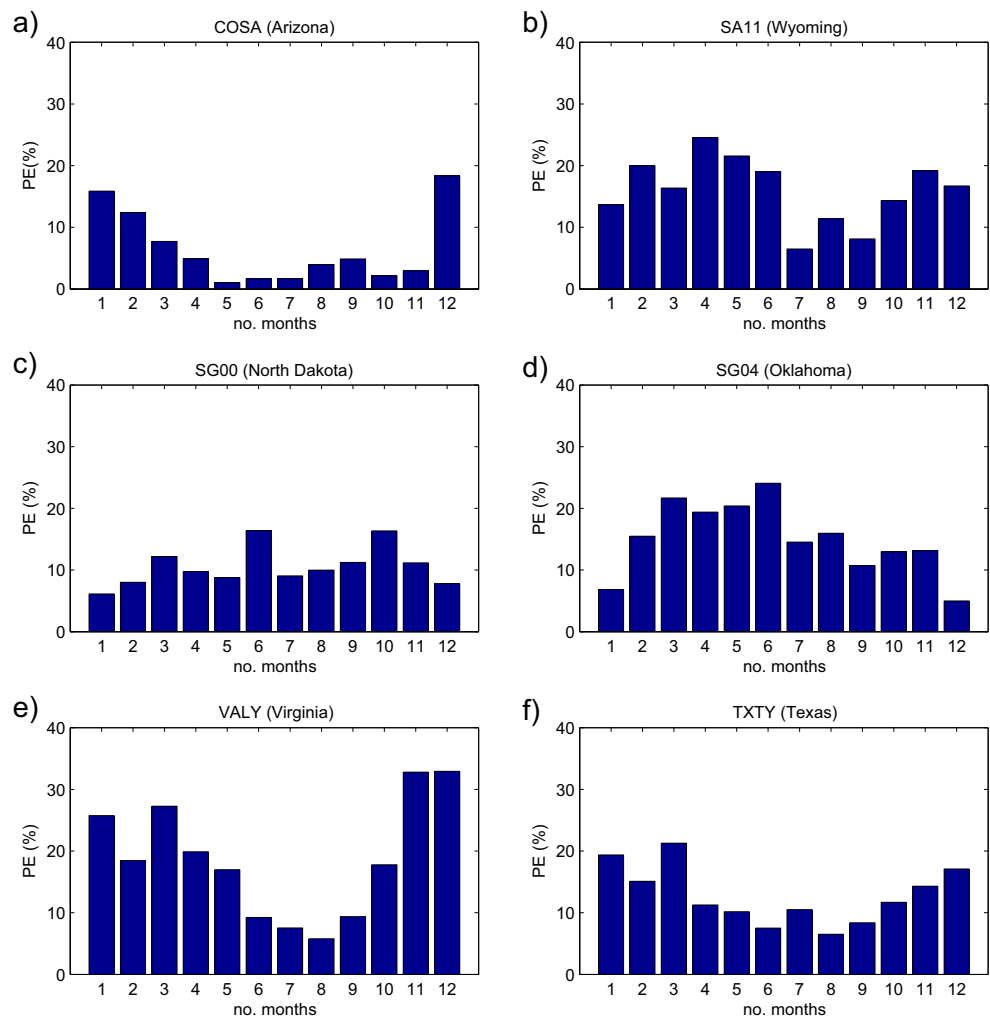 a)
COSA (Arizona)
40
30
20
10
0
PE(%)
1 2 3 4 5 6 7 8 9 10 11 12
no. months
b)
SA11 (Wyoming)
40
30
20
10
0
PE (%)
1 2 3 4 5 6 7 8 9 10 11 12
no. months
c)
SG00 (North Dakota)
40
30
20
10
0
PE (%)
1 2 3 4 5 6 7 8 9 10 11 12
no. months
d)
SG04 (Oklahoma)
40
30
20
10
0
PE (%)
1 2 3 4 5 6 7 8 9 10 11 12
no. months
e)
VALY (Virginia)
40
30
20
10
0
PE (%)
1 2 3 4 5 6 7 8 9 10 11 12
no. months
f)
TXTY (Texas)
40
30
20
10
0
PE (%)
1 2 3 4 5 6 7 8 9 10 11 12
no. months